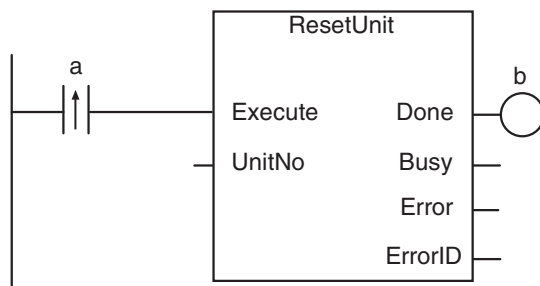 ResetUnit
a
b
Execute
Done
UnitNo
Busy
Error
ErrorID